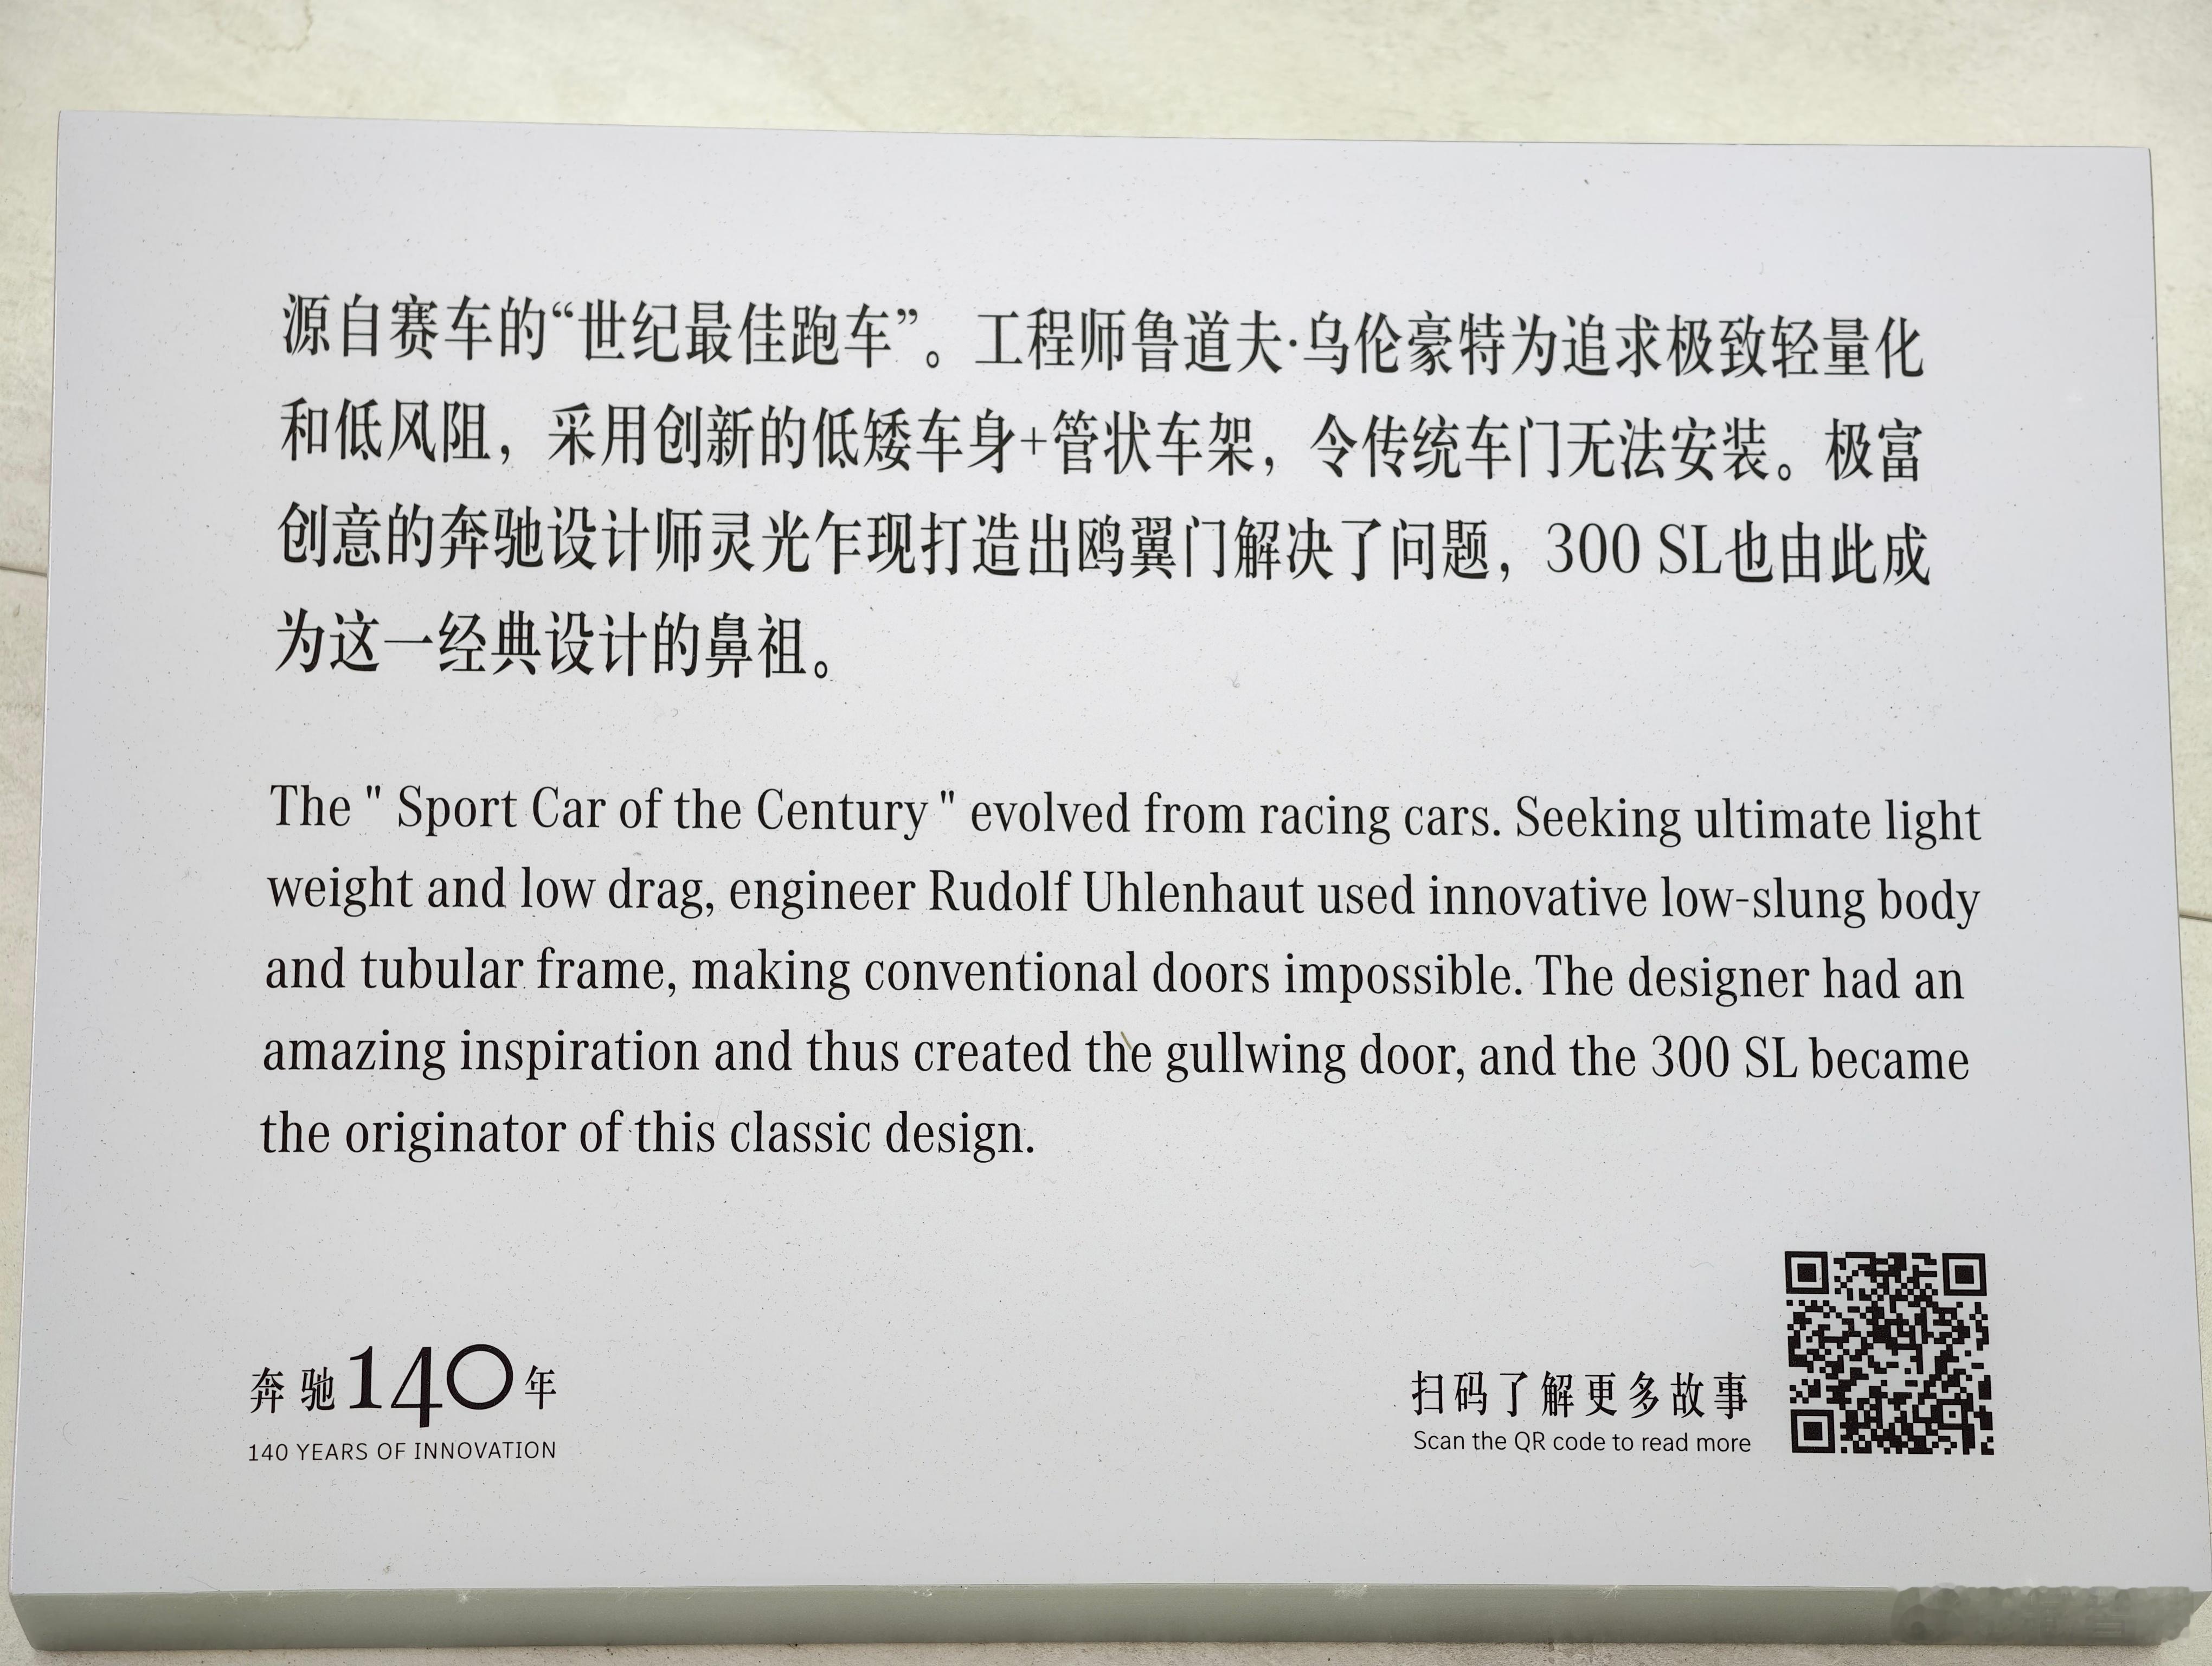 源自赛车的“世纪最佳跑车”。工程师鲁道夫·乌伦豪特为追求极致轻量化
和低风阻，采用创新的低矮车身+管状车架，令传统车门无法安装。极富
创意的奔驰设计师灵光乍现打造出鸥翼门解决了问题，300 SL也由此成
为这一经典设计的鼻祖。
The " Sport Car of the Century " evolved from racing cars. Seeking ultimate light
weight and low drag, engineer Rudolf Uhlenhaut used innovative low-slung body
and tubular frame, making conventional doors impossible. The designer had an
amazing inspiration and thus created the gullwing door, and the 300 SL became
the originator of this classic design.
奔驰140年
140 YEARS OF INNOVATION
扫码了解更多故事
Scan the QR code to read more